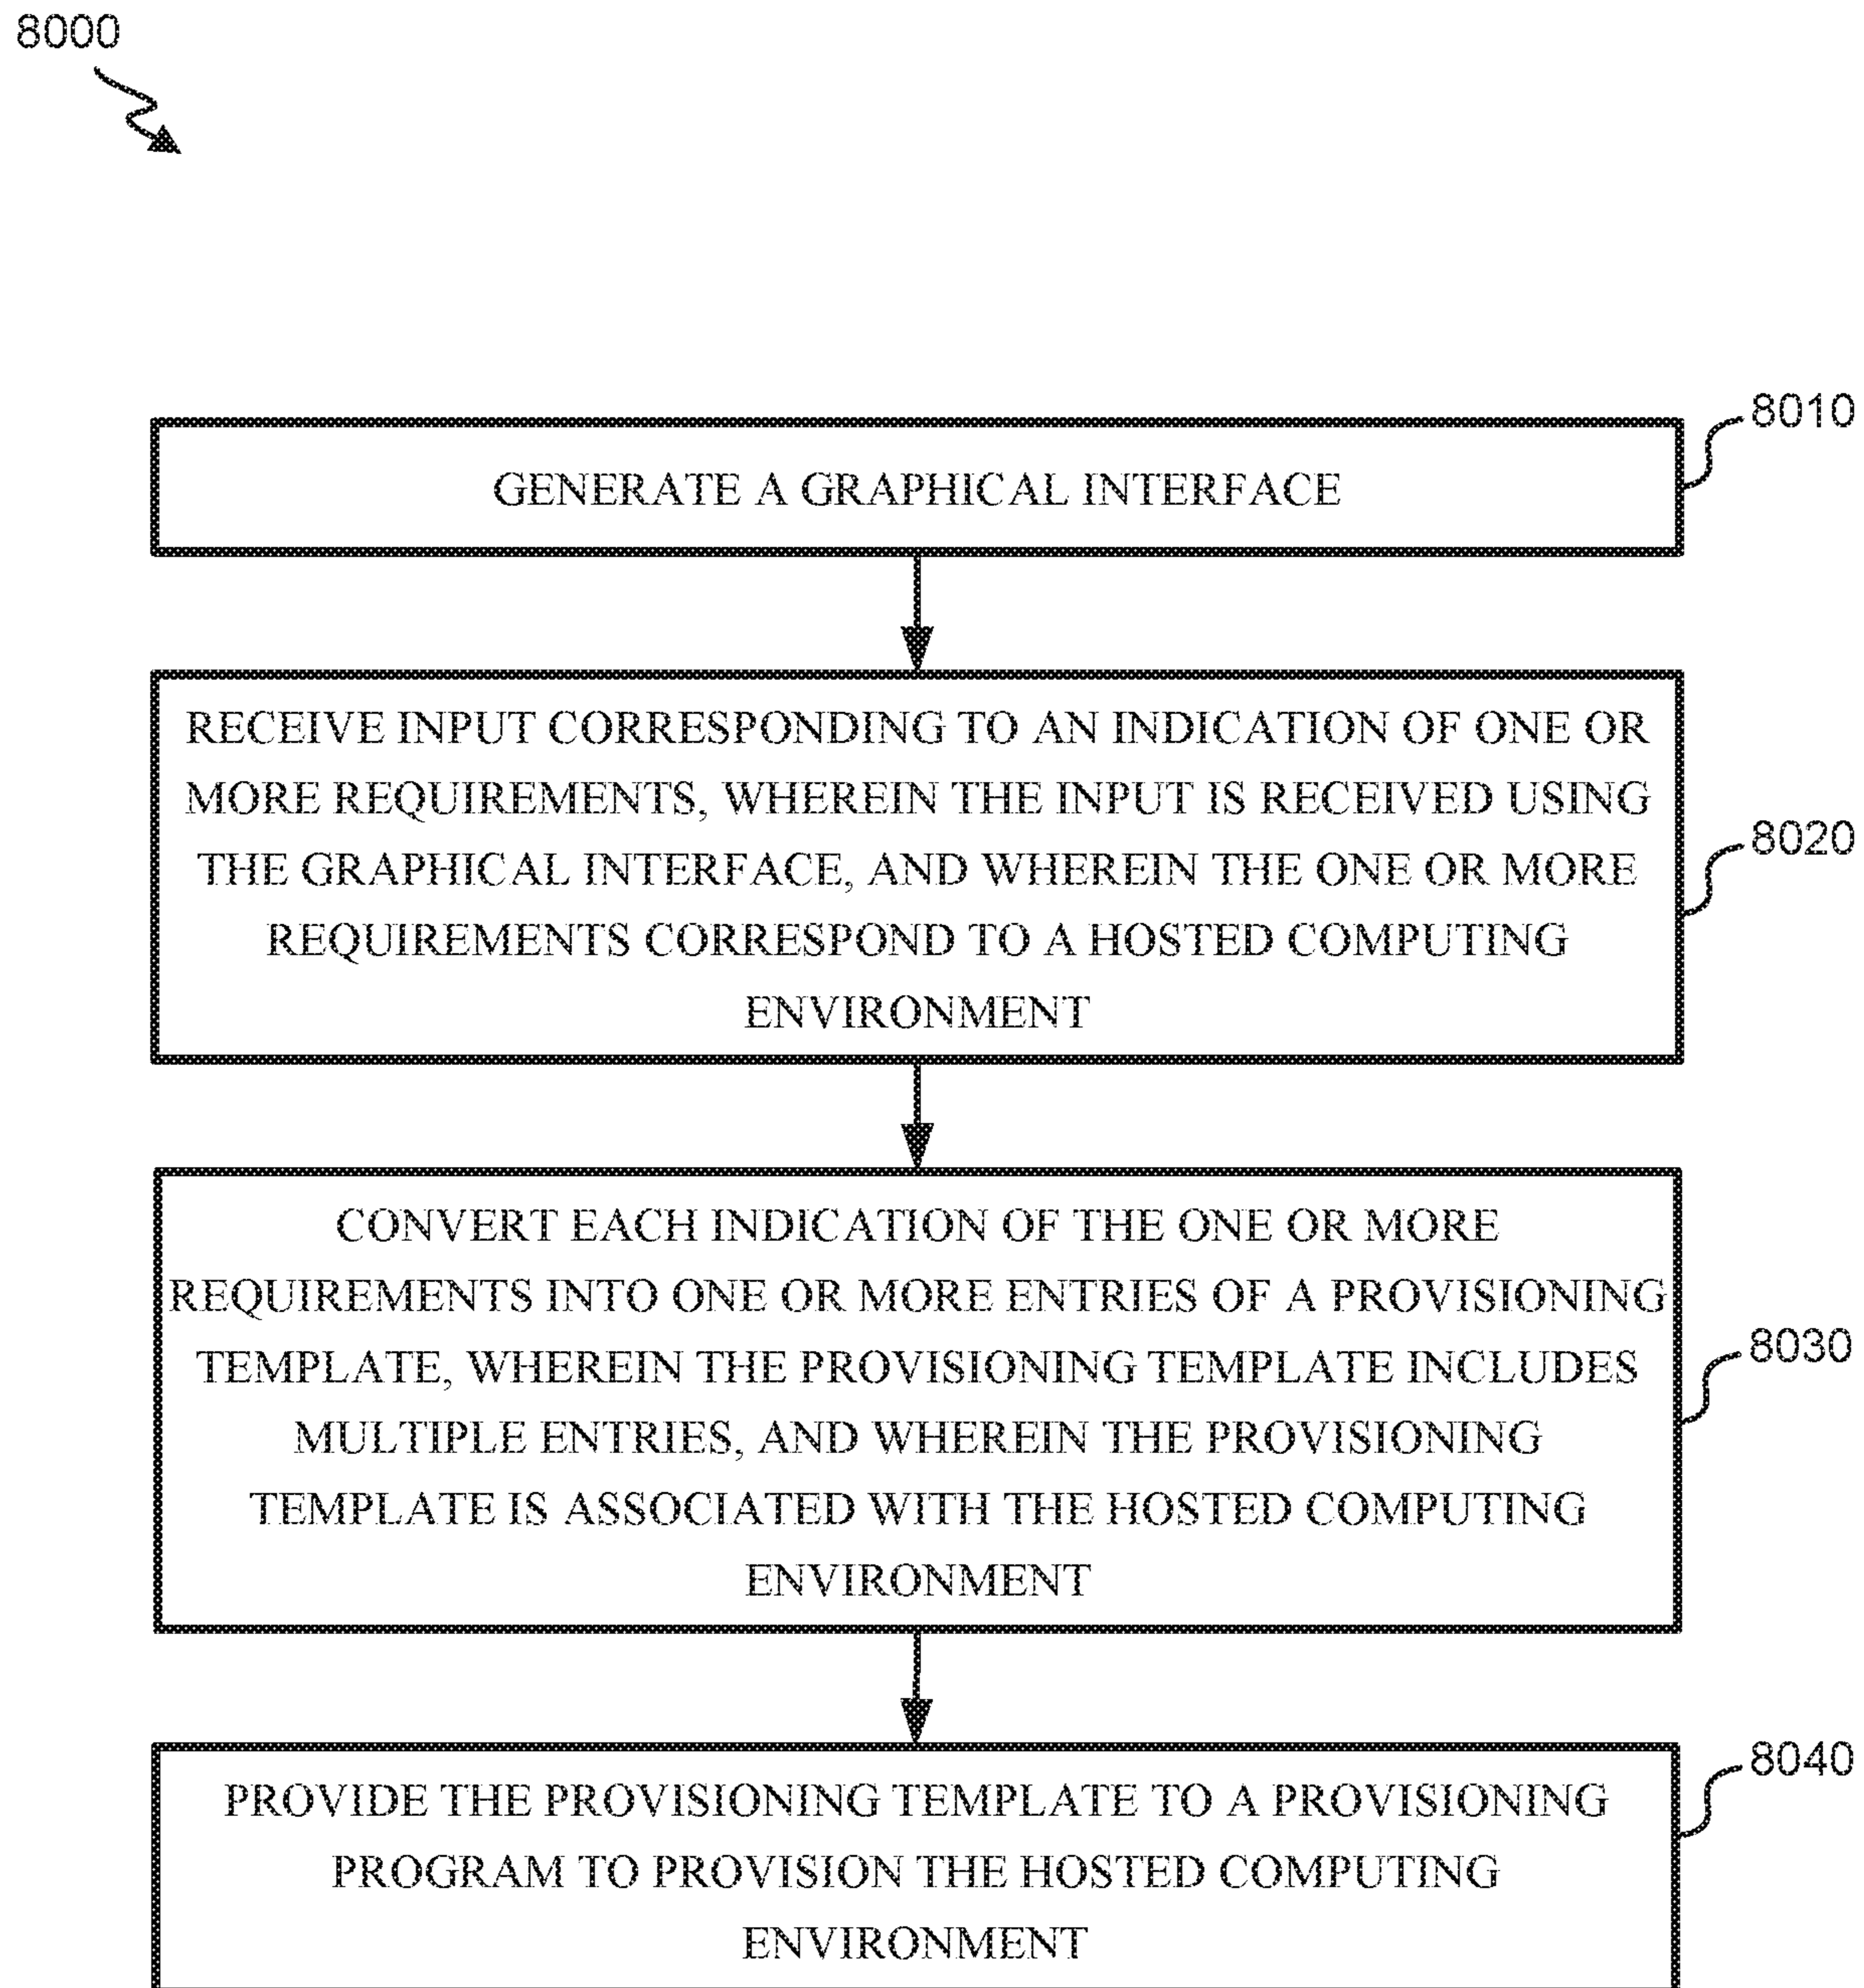 8000
8010
GENERATE A GRAPHICAL INTERFACE
RECEIVE INPUT CORRESPONDING TO AN INDICATION OF ONE OR
MORE REQUIREMENTS, WHEREIN THE INPUT IS RECEIVED USING
THE GRAPHICAL INTERFACE, AND WHEREIN THE ONE OR MORE
REQUIREMENTS CORRESPOND TO A HOSTED COMPUTING
ENVIRONMENT
8020
CONVERT EACH INDICATION OF THE ONE OR MORE
REQUIREMENTS INTO ONE OR MORE ENTRIES OF A PROVISIONING
TEMPLATE, WHEREIN THE PROVISIONING TEMPLATE INCLUDES
MULTIPLE ENTRIES, AND WHEREIN THE PROVISIONING
TEMPLATE IS ASSOCIATED WITH THE HOSTED COMPUTING
ENVIRONMENT
8030
8040
PROVIDE THE PROVISIONING TEMPLATE TO A PROVISIONING
PROGRAM TO PROVISION THE HOSTED COMPUTING
ENVIRONMENT